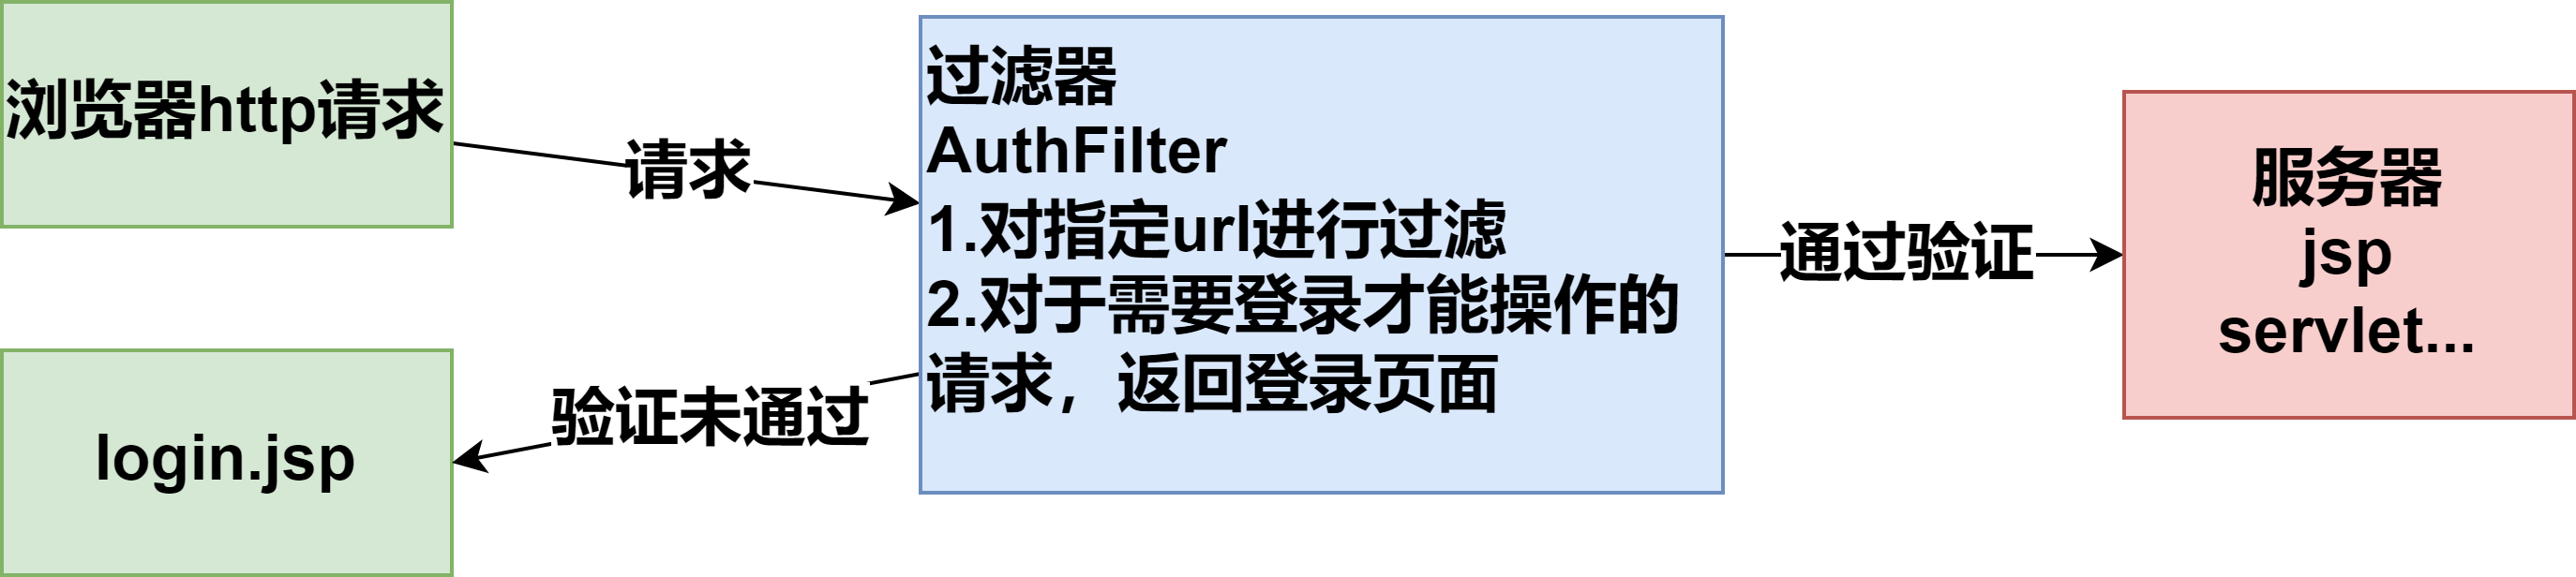 浏览器http请求
请求
过滤器
AuthFilter
1.对指定url进行过滤
2.对于需要登录才能操作的
请求，返回登录页面
通过验证
服务器
jsp
servlet...
验证未通过
login.jsp